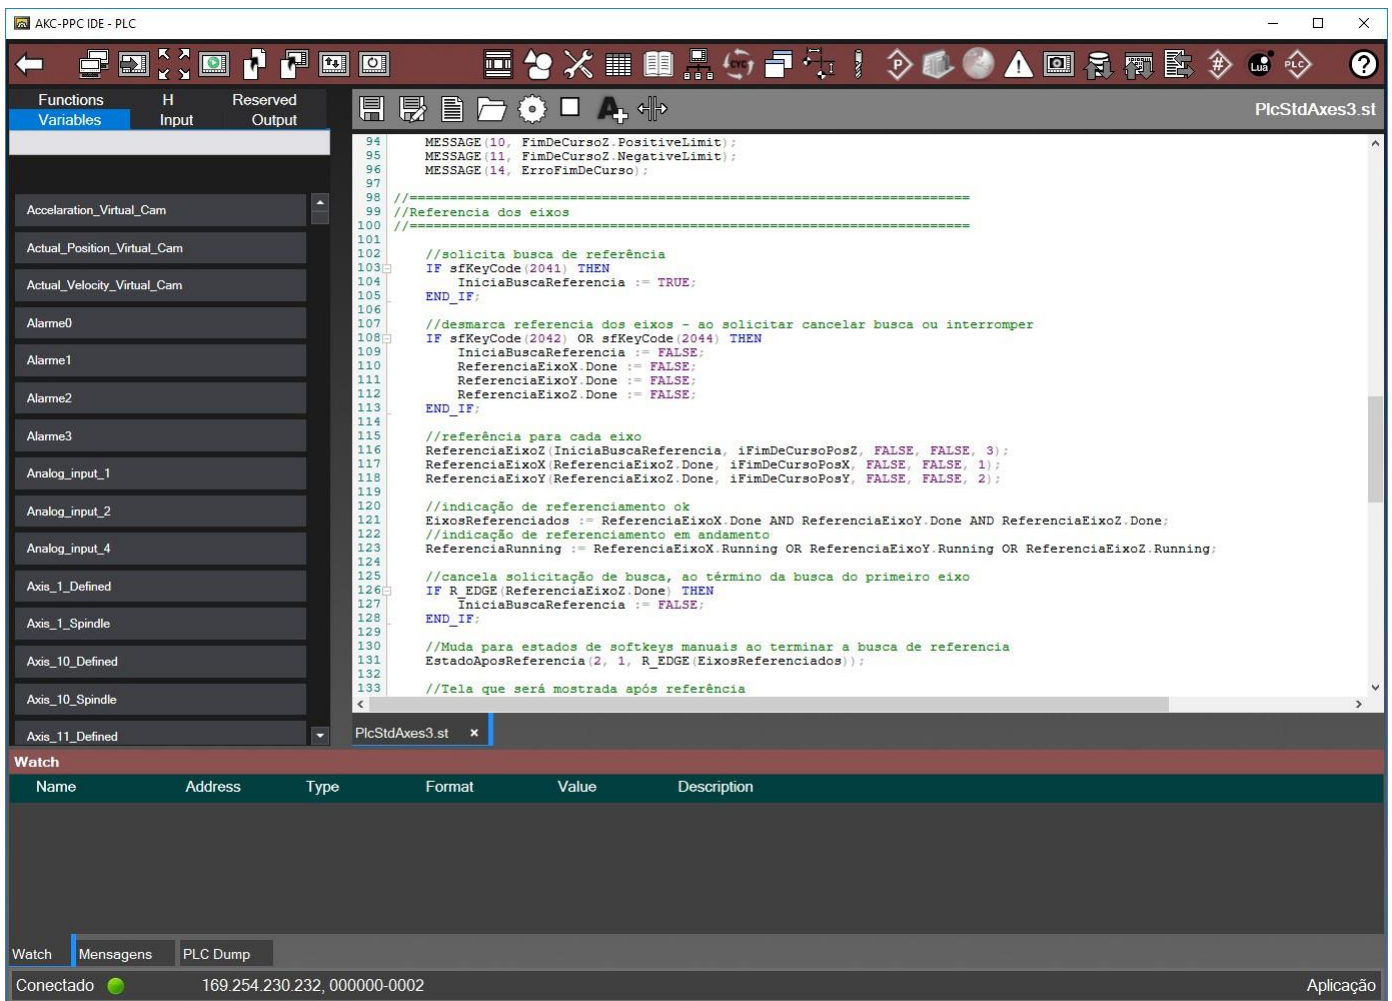 AKC-PPC IDE - PLC
CYC P # Lua PLC ?
Functions H Reserved
Variables Input Output
PlcStdAxes3.st
Accelaration_Virtual_Cam
Actual_Position_Virtual_Cam
Actual_Velocity_Virtual_Cam
Alarme0
Alarme1
Alarme2
Alarme3
Analog_input_1
Analog_input_2
Analog_input_4
Axis_1_Defined
Axis_1_Spindle
Axis_10_Defined
Axis_10_Spindle
Axis_11_Defined
94 MESSAGE(10, FimDeCursoZ.PositiveLimit);
95 MESSAGE(11, FimDeCursoZ.NegativeLimit);
96 MESSAGE(14, ErroFimDeCurso);
97
98 //======================================================================
99 //Referencia dos eixos
100 //======================================================================
101
102 //solicita busca de referência
103 IF sfKeyCode(2041) THEN
104 IniciaBuscaReferencia := TRUE;
105 END_IF;
106
107 //desmarca referencia dos eixos - ao solicitar cancelar busca ou interromper
108 IF sfKeyCode(2042) OR sfKeyCode(2044) THEN
109 IniciaBuscaReferencia := FALSE;
110 ReferenciaEixoX.Done := FALSE;
111 ReferenciaEixoY.Done := FALSE;
112 ReferenciaEixoZ.Done := FALSE;
113 END_IF;
114
115 //referência para cada eixo
116 ReferenciaEixoZ(IniciaBuscaReferencia, iFimDeCursoPosZ, FALSE, FALSE, 3);
117 ReferenciaEixoX(ReferenciaEixoZ.Done, iFimDeCursoPosX, FALSE, FALSE, 1);
118 ReferenciaEixoY(ReferenciaEixoZ.Done, iFimDeCursoPosY, FALSE, FALSE, 2);
119
120 //indicação de referenciamento ok
121 EixosReferenciados := ReferenciaEixoX.Done AND ReferenciaEixoY.Done AND ReferenciaEixoZ.Done;
122 //indicação de referenciamento em andamento
123 ReferenciaRunning := ReferenciaEixoX.Running OR ReferenciaEixoY.Running OR ReferenciaEixoZ.Running;
124
125 //cancela solicitação de busca, ao término da busca do primeiro eixo
126 IF R_EDGE(ReferenciaEixoZ.Done) THEN
127 IniciaBuscaReferencia := FALSE;
128 END_IF;
129
130 //Muda para estados de softkeys manuais ao terminar a busca de referencia
131 EstadoAposReferencia(2, 1, R_EDGE(EixosReferenciados));
132
133 //Tela que será mostrada após referência
PlcStdAxes3.st ×
Watch
Name Address Type Format Value Description
Watch Mensagens PLC Dump
Conectado 169.254.230.232, 000000-0002 Aplicação